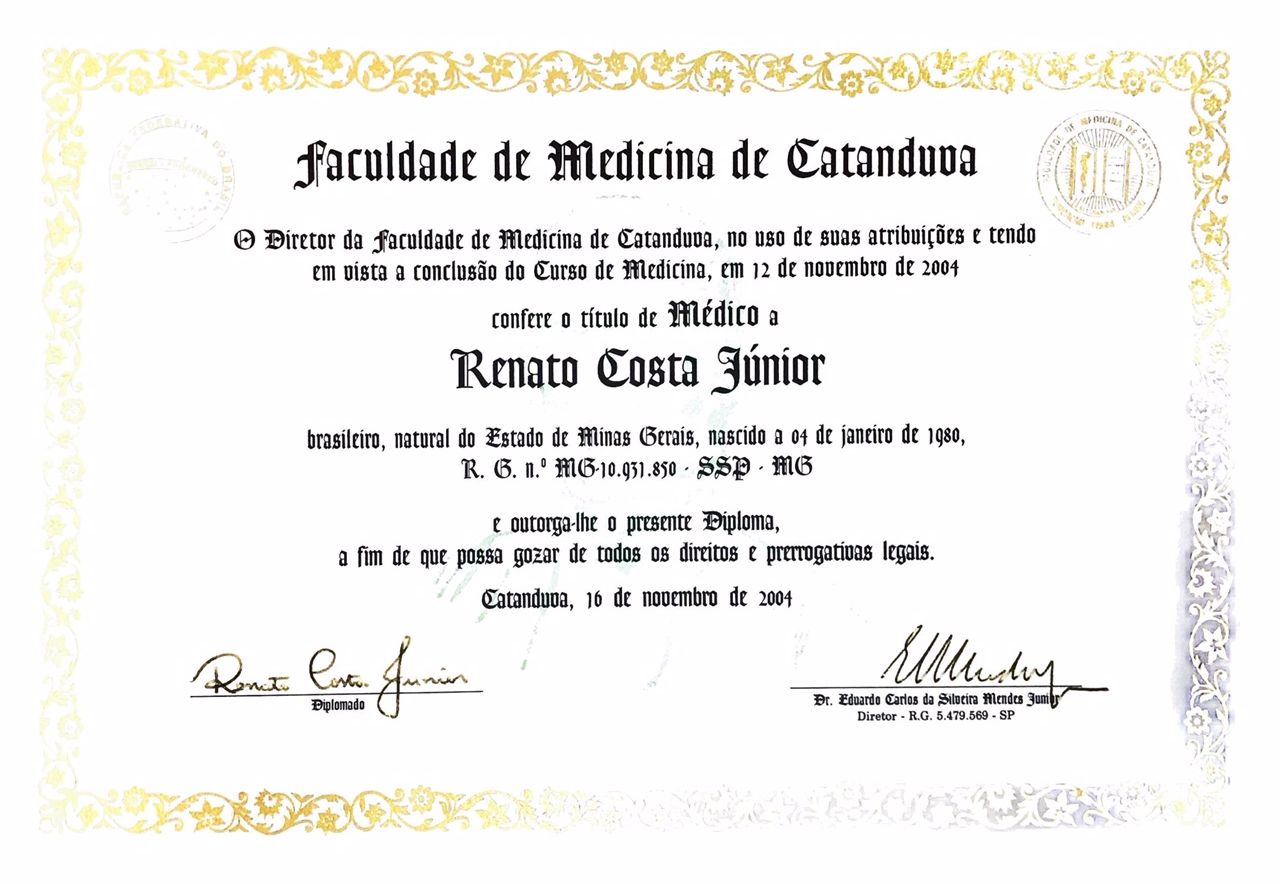 Faculdade de Medicina de Catanduva
O Diretor da Faculdade de Medicina de Catanduva, no uso de suas atribuições e tendo
em vista a conclusão do Curso de Medicina, em 12 de novembro de 2004
confere o título de Médico a
Renato Costa Júnior
brasileiro, natural do Estado de Minas Gerais, nascido a 04 de janeiro de 1980,
R. G. n.º MG-10.931.850 - SSP - MG
e outorga-lhe o presente Diploma,
a fim de que possa gozar de todos os direitos e prerrogativas legais.
Catanduva, 16 de novembro de 2004
Renato Costa Junior
Diplomado
Dr. Eduardo Carlos da Silveira Mendes Junior
Diretor - R.G. 5.479.569 - SP